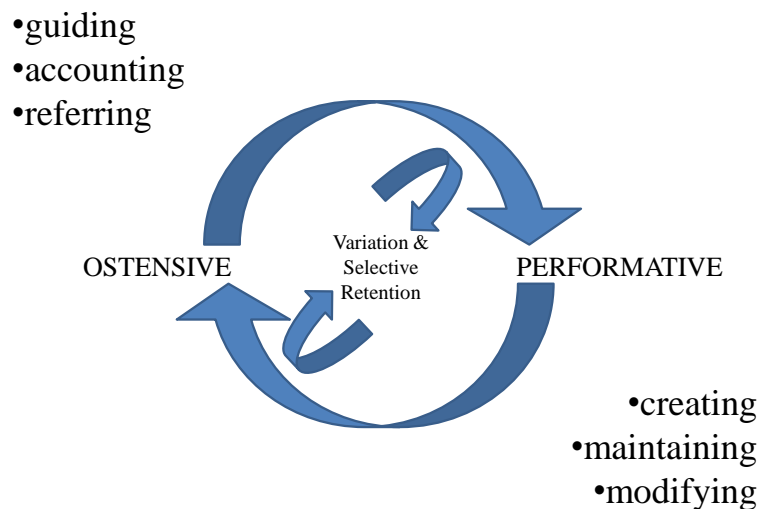 •guiding
•accounting
•referring
Variation &
Selective
Retention
OSTENSIVE
PERFORMATIVE
•creating
•maintaining
•modifying